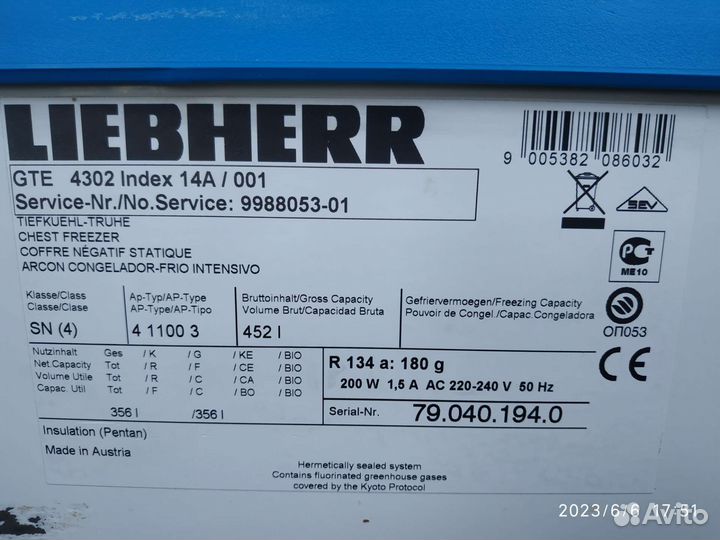 LIEBHERR
9 005382 086032
GTE 4302 Index 14A / 001
Service-Nr./No.Service: 9988053-01
TIEFKUEHL-TRUHE
CHEST FREEZER
COFFRE NÉGATIF STATIQUE
ARCON CONGELADOR-FRIO INTENSIVO
SEV
PCT
ME10
ОП053
Klasse/Class
Classe/Clase
SN (4)
Ap-Typ/AP-Type
AP-Type/AP-Tipo
4 1100 3
Bruttoinhalt/Gross Capacity
Volume Brut/Capacidad Bruta
452 l
Gefriervermoegen/Freezing Capacity
Pouvoir de Congel./Capac.Congeladora
Nutzinhalt Ges / K / G / KE / BIO
Net.Capacity Tot / R / F / CE / BIO
Volume Utile Tot / R / C / CA / BIO
Capac. Util Tot / F / C / BO / BIO
356 l /356 l
R 134 a: 180 g
200 W 1,5 A AC 220-240 V 50 Hz
Serial-Nr. 79.040.194.0
CE
Insulation (Pentan)
Made in Austria
Hermetically sealed system
Contains fluorinated greenhouse gases
covered by the Kyoto Protocol
2023/6/6 17:51
Avito